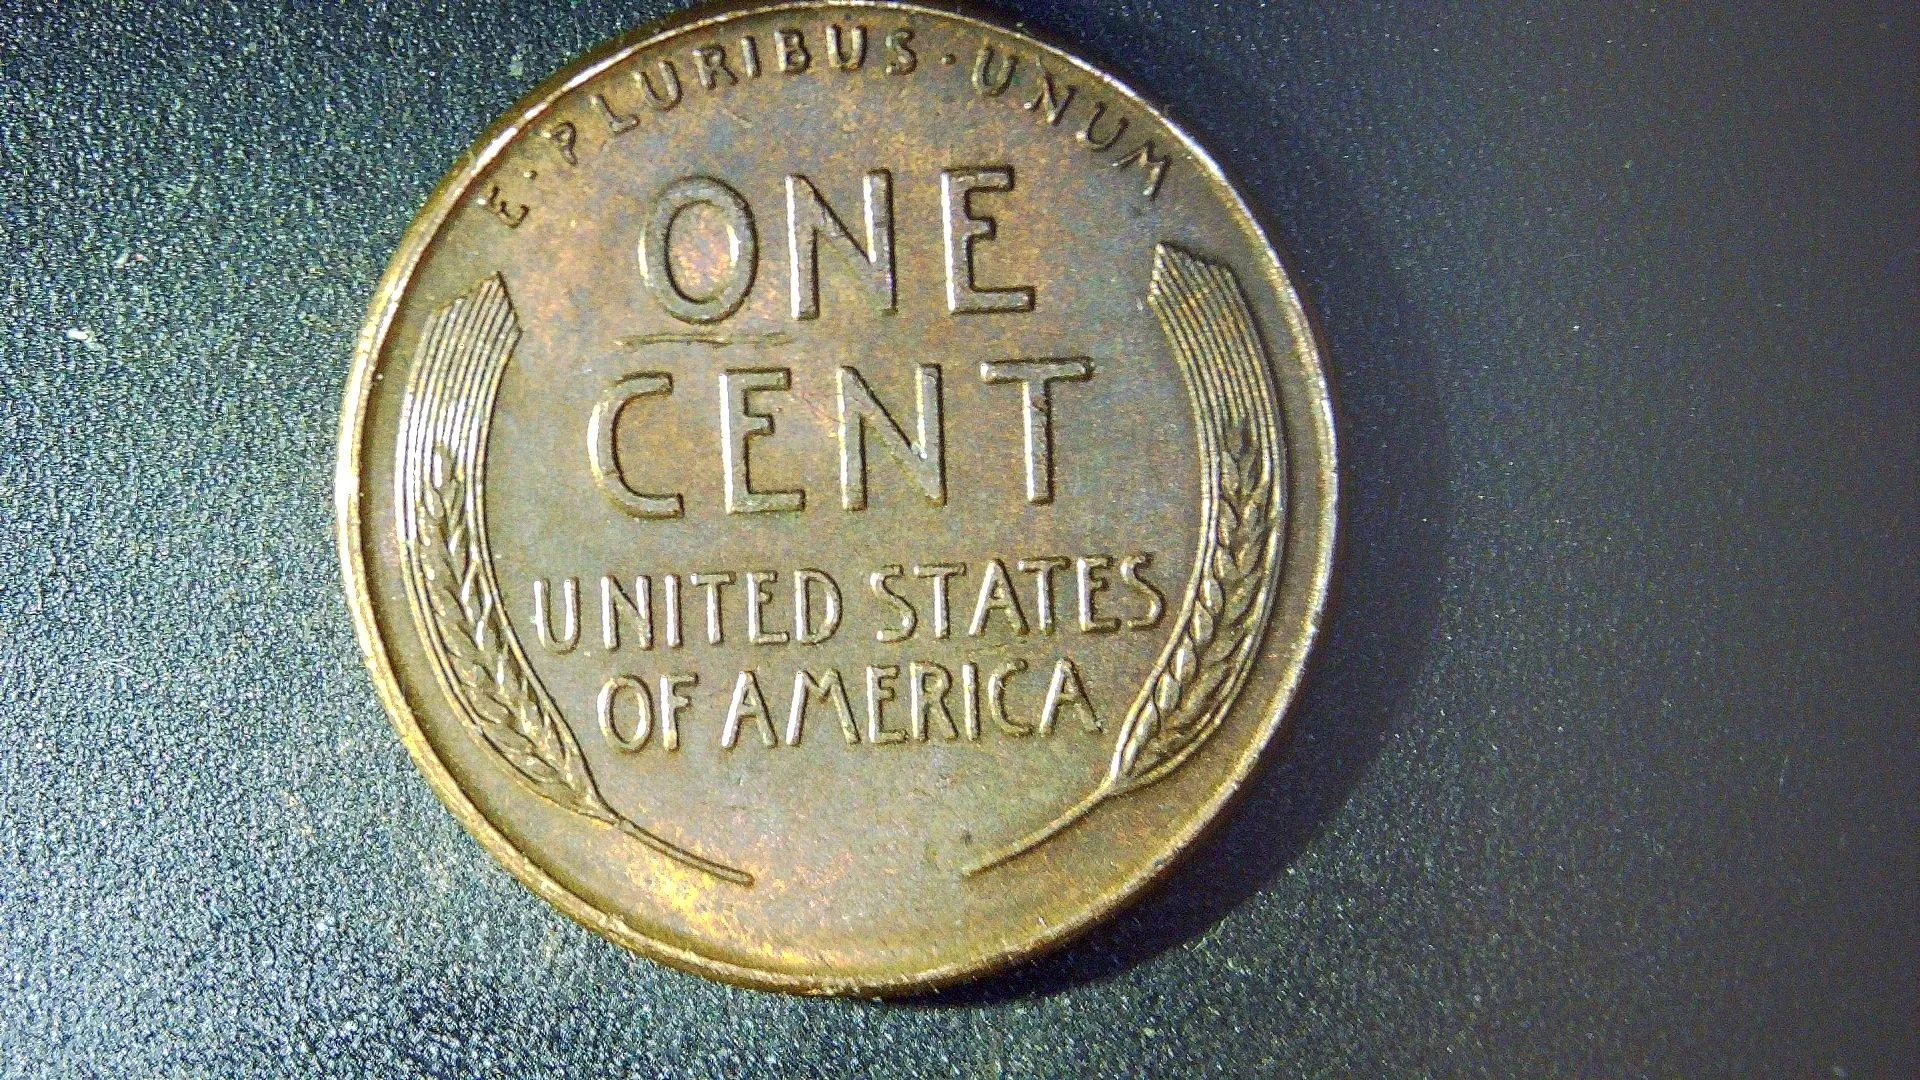 E·PLURIBUS·UNUM
ONE
CENT
UNITED STATES
OF AMERICA